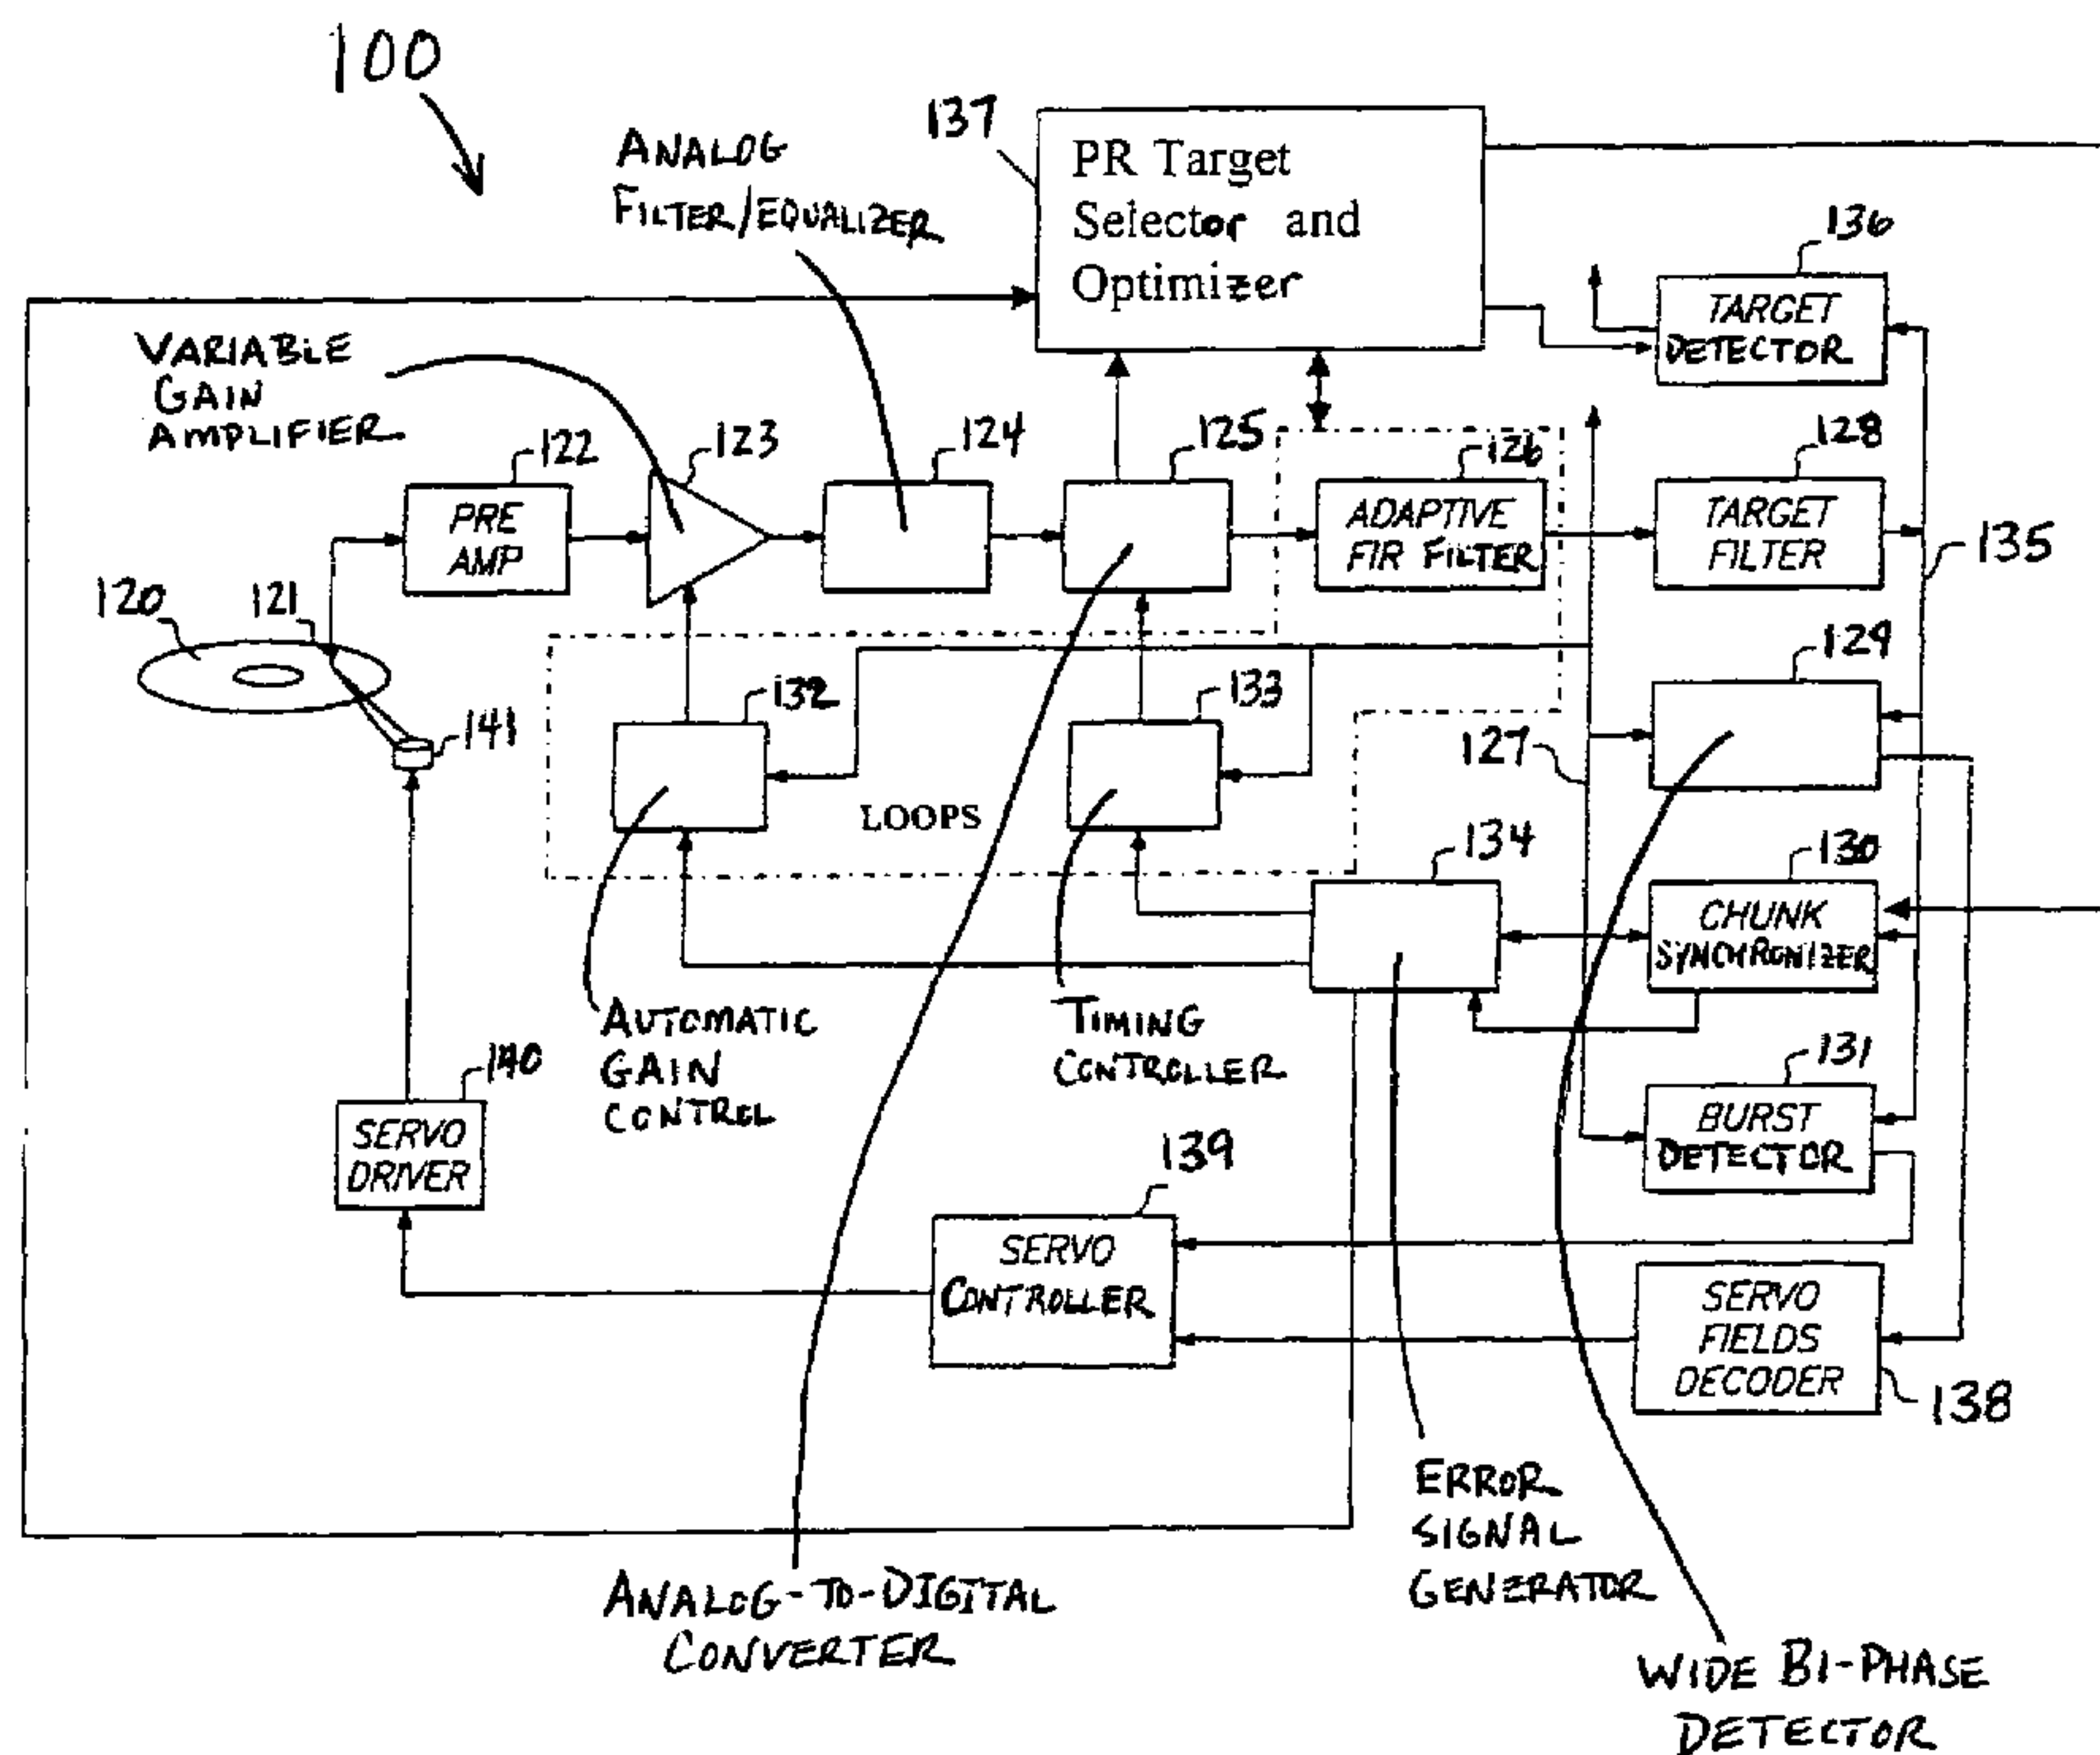 100
137
PR Target
Selector and
Optimizer
ANALOG
FILTER/EQUALIZER
136
TARGET
DETECTOR
VARIABLE
GAIN
AMPLIFIER
122
PRE
AMP
123
124
125
126
ADAPTIVE
FIR FILTER
128
TARGET
FILTER
135
120
121
141
132
133
LOOPS
127
129
134
130
CHUNK
SYNCHRONIZER
AUTOMATIC
GAIN
CONTROL
TIMING
CONTROLLER
131
BURST
DETECTOR
140
SERVO
DRIVER
139
SERVO
CONTROLLER
SERVO
FIELDS
DECODER
138
ERROR
SIGNAL
GENERATOR
ANALOG-TO-DIGITAL
CONVERTER
WIDE BI-PHASE
DETECTOR